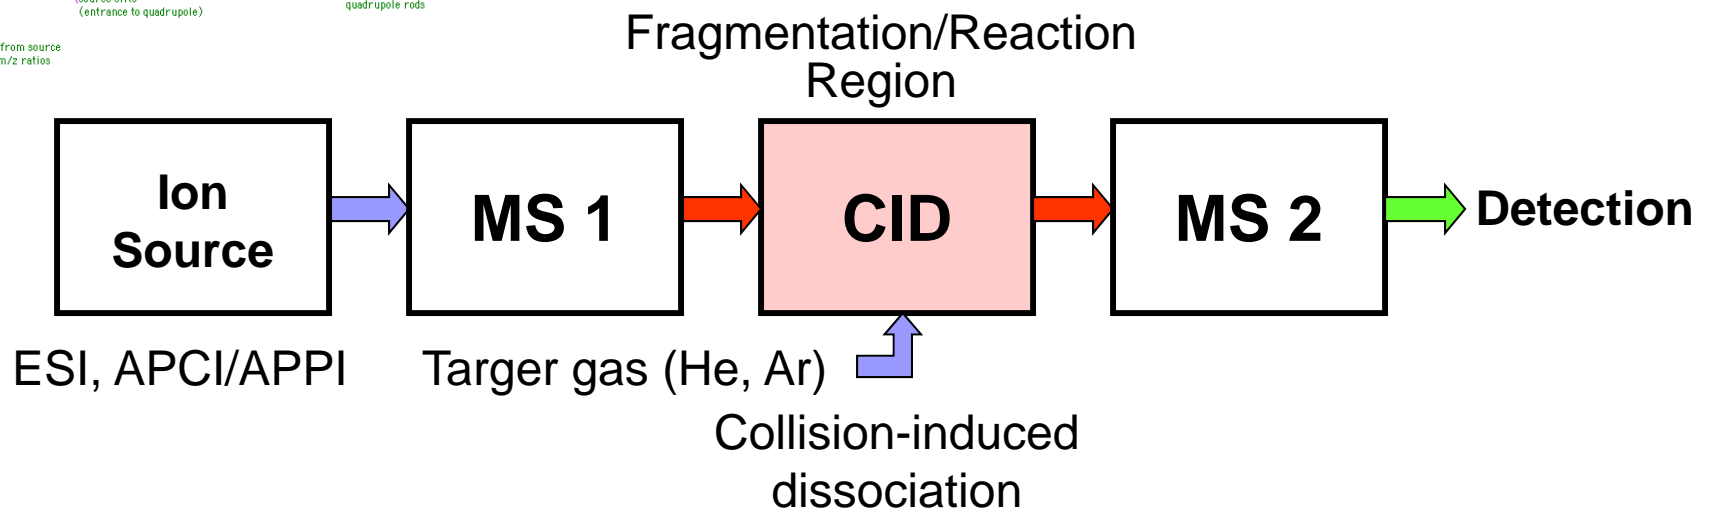 (entrance to quadrupole)
quadrupole rods
from source
m/z ratios
Fragmentation/Reaction
Region
Ion
Source
MS 1
CID
MS 2
Detection
ESI, APCI/APPI
Targer gas (He, Ar)
Collision-induced
dissociation